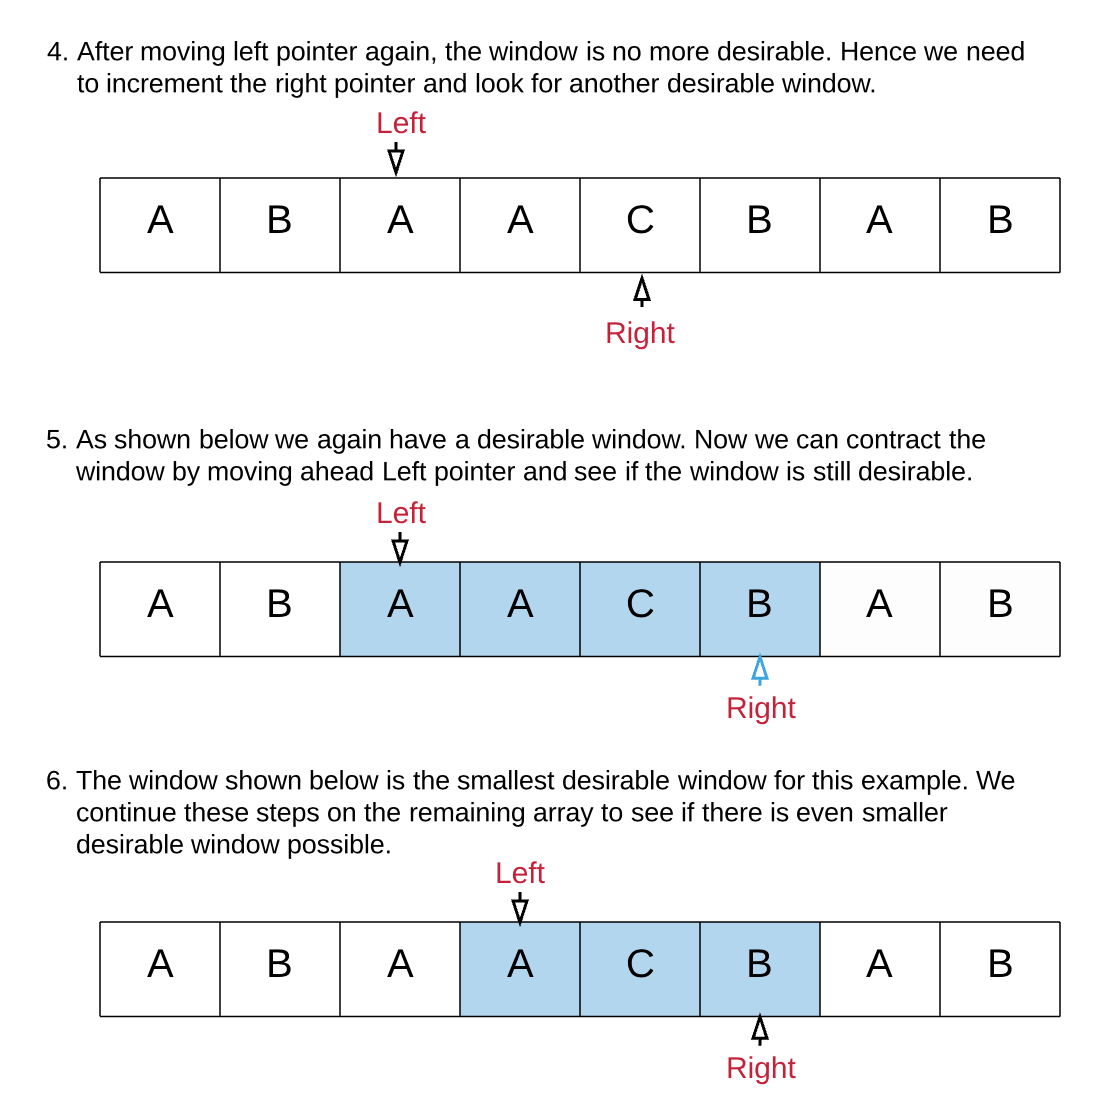 4. After moving left pointer again, the window is no more desirable. Hence we need
to increment the right pointer and look for another desirable window.
Left
A B A A C B A B
Right
5. As shown below we again have a desirable window. Now we can contract the
window by moving ahead Left pointer and see if the window is still desirable.
Left
A B A A C B A B
Right
6. The window shown below is the smallest desirable window for this example. We
continue these steps on the remaining array to see if there is even smaller
desirable window possible.
Left
A B A A C B A B
Right